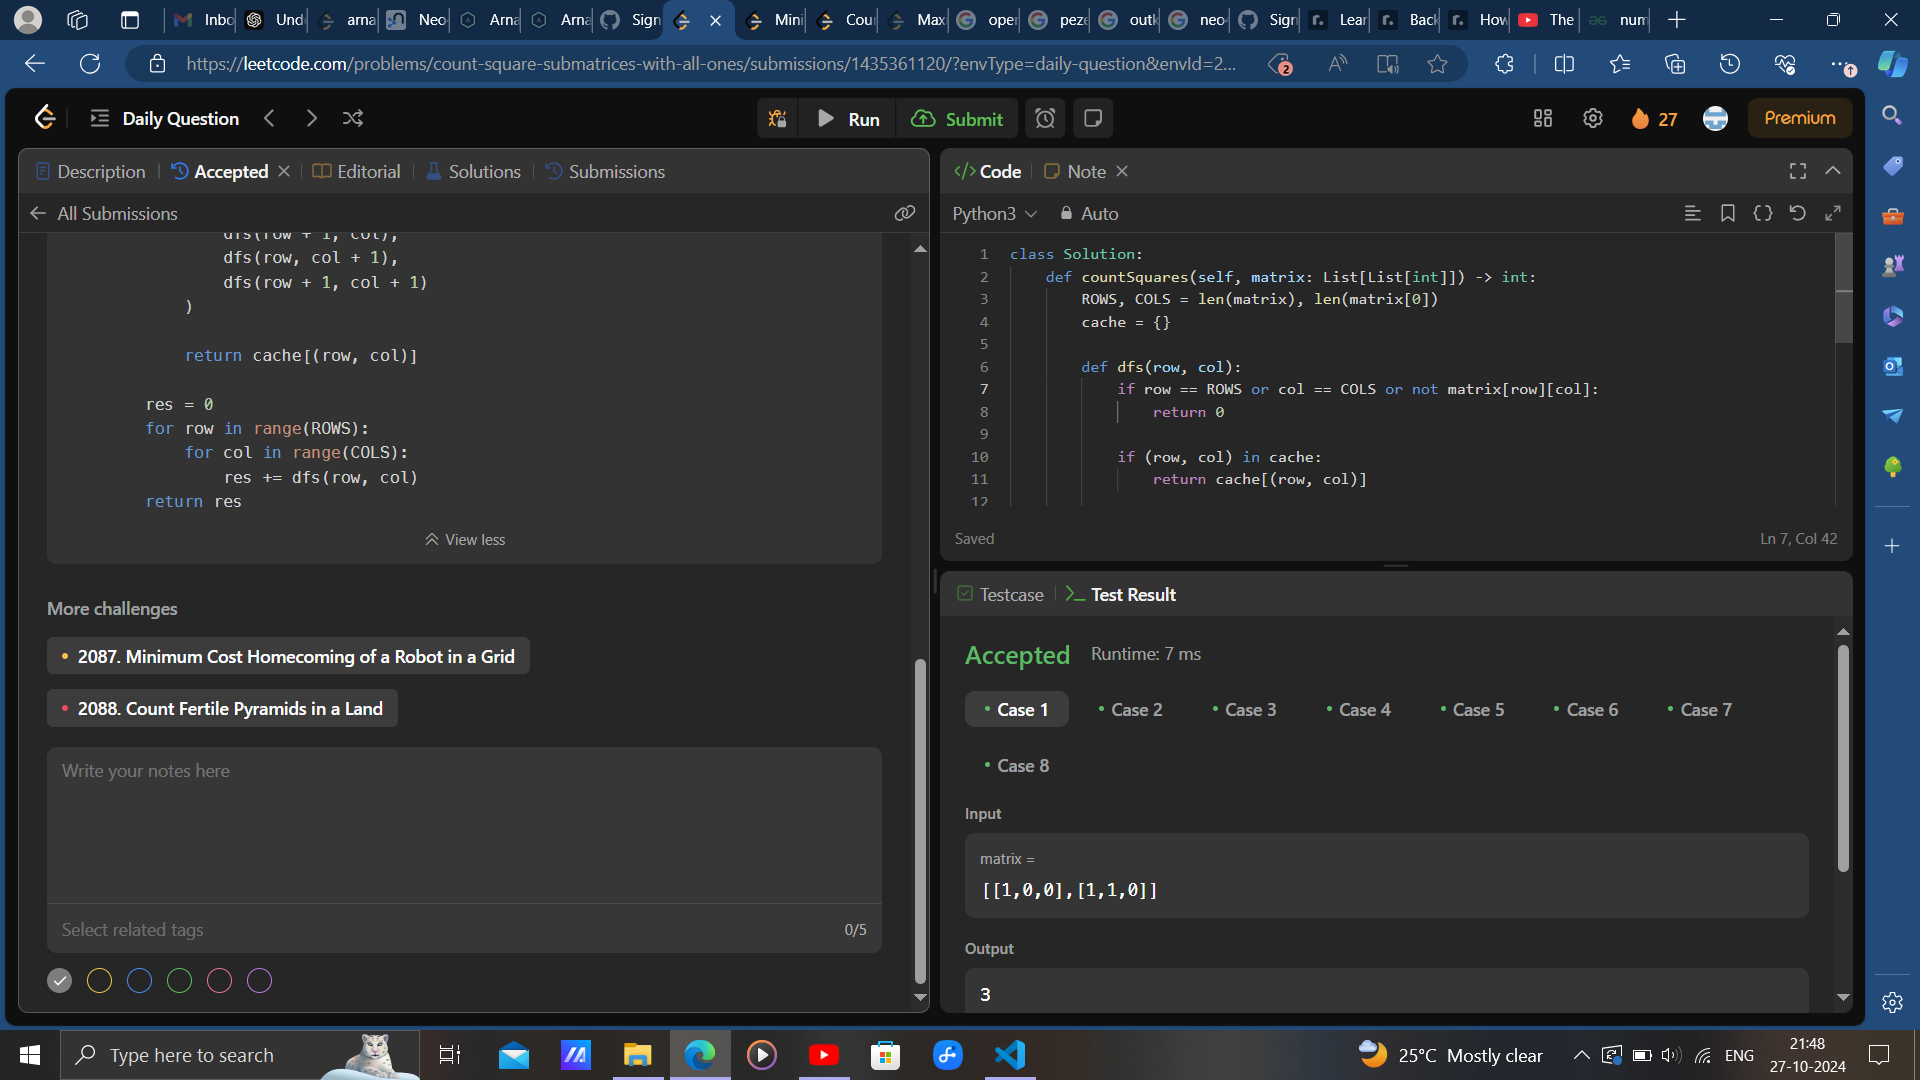 Inbo
Und
arna
Neo
Arna
Arna
Sign
Mini
Cour
Max
oper
peze
outk
neo4
Sign
Lear
Back
How
The
num
https://leetcode.com/problems/count-square-submatrices-with-all-ones/submissions/1435361120/?envType=daily-question&envId=2...
2
Daily Question
Run
Submit
27
Premium
Description
Accepted
Editorial
Solutions
Submissions
All Submissions
dfs(row + 1, col),
dfs(row, col + 1),
dfs(row + 1, col + 1)
)
return cache[(row, col)]
res = 0
for row in range(ROWS):
for col in range(COLS):
res += dfs(row, col)
return res
View less
More challenges
2087. Minimum Cost Homecoming of a Robot in a Grid
2088. Count Fertile Pyramids in a Land
Write your notes here
Select related tags
0/5
</> Code
Note
Python3
Auto
1 class Solution:
2 def countSquares(self, matrix: List[List[int]]) -> int:
3 ROWS, COLS = len(matrix), len(matrix[0])
4 cache = {}
5
6 def dfs(row, col):
7 if row == ROWS or col == COLS or not matrix[row][col]:
8 return 0
9
10 if (row, col) in cache:
11 return cache[(row, col)]
12
Saved
Ln 7, Col 42
Testcase
Test Result
Accepted
Runtime: 7 ms
Case 1
Case 2
Case 3
Case 4
Case 5
Case 6
Case 7
Case 8
Input
matrix =
[[1,0,0],[1,1,0]]
Output
3
Type here to search
25°C Mostly clear
ENG
21:48
27-10-2024